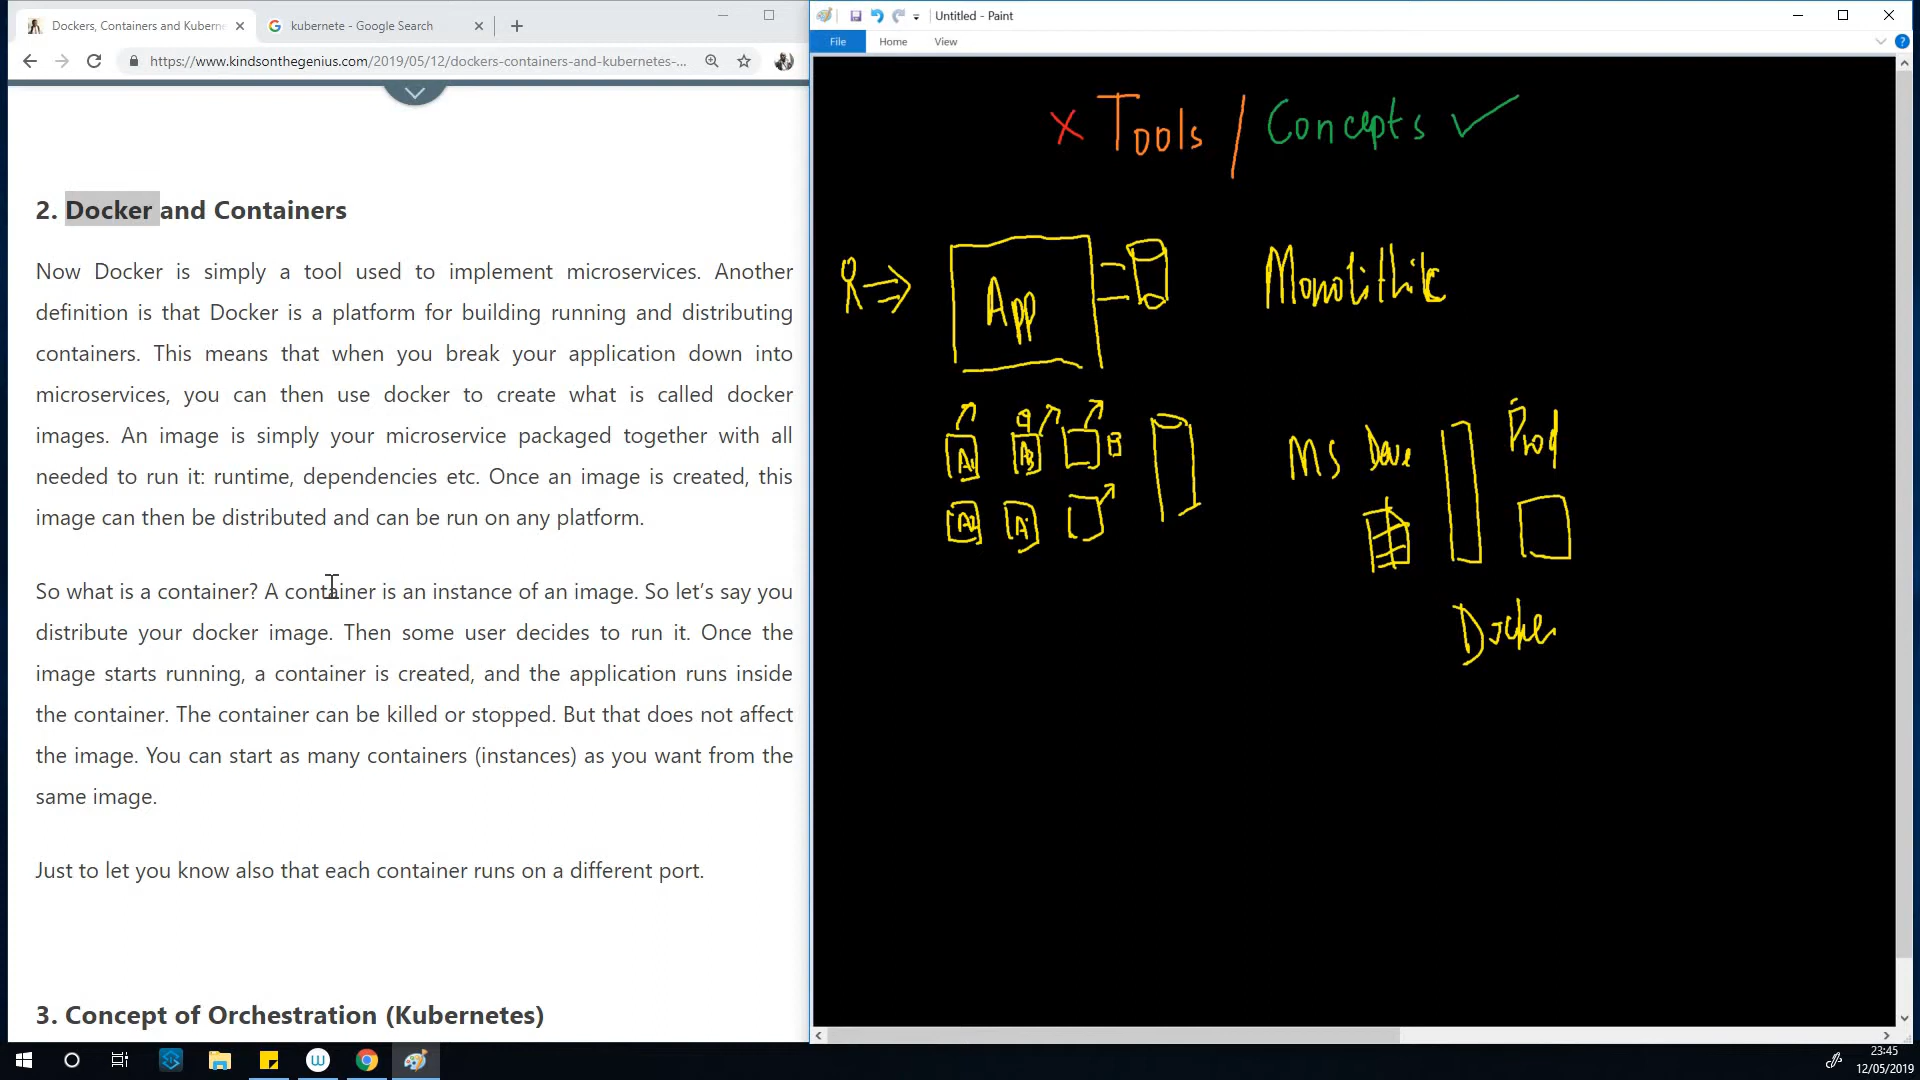 Dockers, Containers and Kuberne
kubernete - Google Search
https://www.kindsonthegenius.com/2019/05/12/dockers-containers-and-kubernetes-...
2. Docker and Containers
Now Docker is simply a tool used to implement microservices. Another
definition is that Docker is a platform for building running and distributing
containers. This means that when you break your application down into
microservices, you can then use docker to create what is called docker
images. An image is simply your microservice packaged together with all
needed to run it: runtime, dependencies etc. Once an image is created, this
image can then be distributed and can be run on any platform.
So what is a container? A container is an instance of an image. So let's say you
distribute your docker image. Then some user decides to run it. Once the
image starts running, a container is created, and the application runs inside
the container. The container can be killed or stopped. But that does not affect
the image. You can start as many containers (instances) as you want from the
same image.
Just to let you know also that each container runs on a different port.
3. Concept of Orchestration (Kubernetes)
Untitled - Paint
File Home View
x Tools / Concepts ✓
App
Monolithic
A1 A3
MS Deve Prod
A2
Docker
23:45
12/05/2019